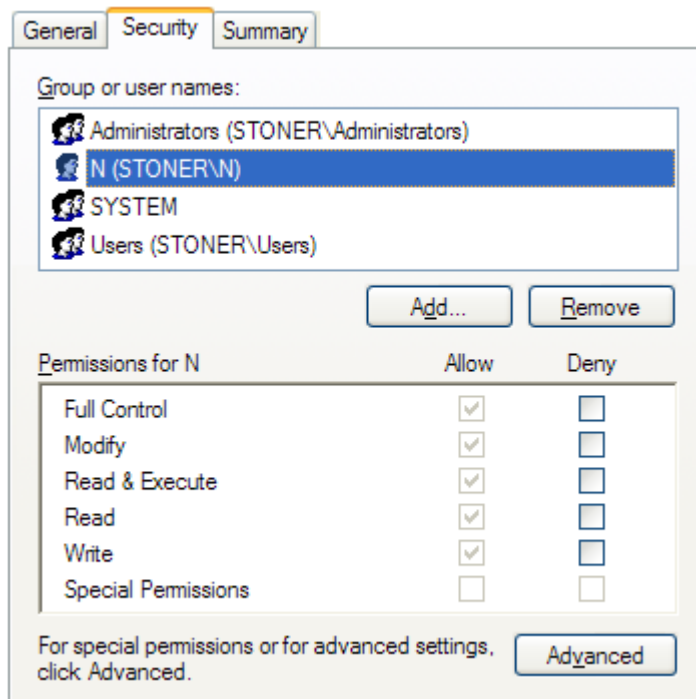 General Security Summary
Group or user names:
Administrators (STONER\Administrators)
N (STONER\N)
SYSTEM
Users (STONER\Users)
Add... Remove
Permissions for N Allow Deny
Full Control
Modify
Read & Execute
Read
Write
Special Permissions
For special permissions or for advanced settings,
click Advanced.
Advanced